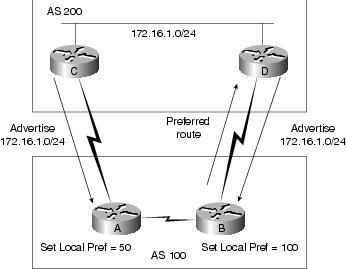 AS 200
172.16.1.0/24
C
D
Preferred
route
Advertise
172.16.1.0/24
Advertise
172.16.1.0/24
A
B
Set Local Pref = 50
AS 100
Set Local Pref = 100